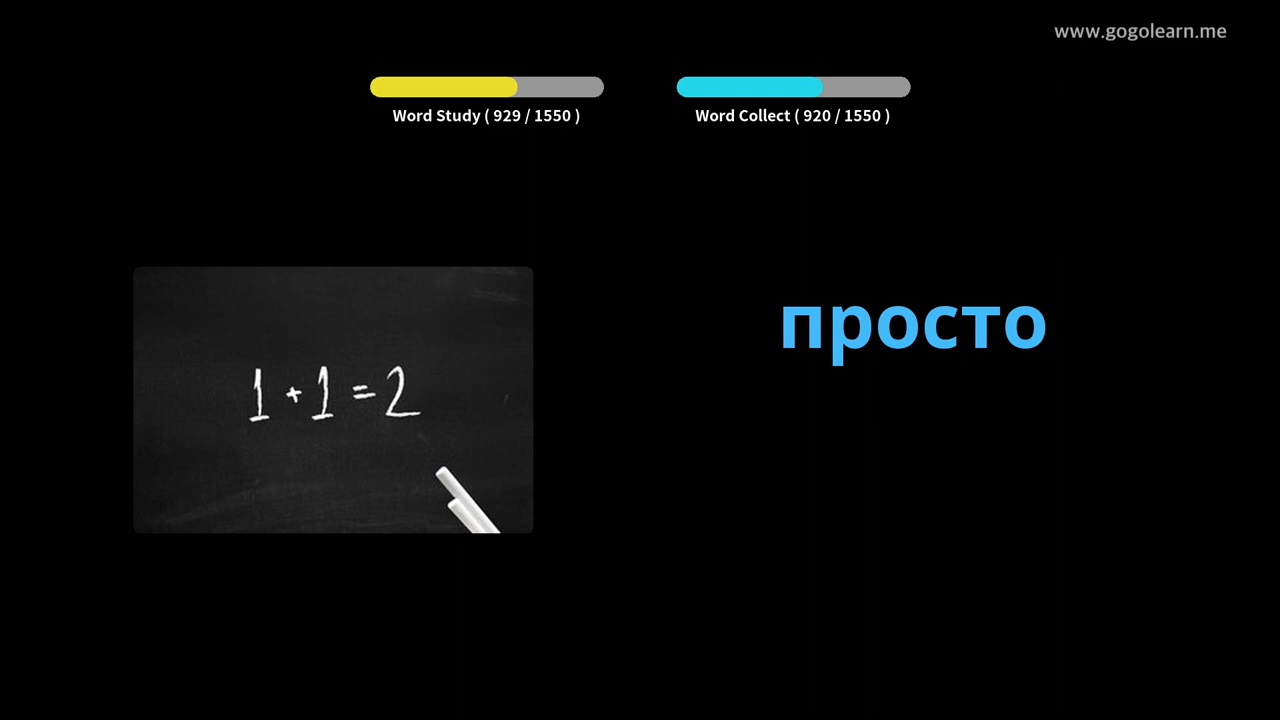 www.gogolearn.me
Word Study ( 929 / 1550 )
Word Collect ( 920 / 1550 )
просто
1 + 1 = 2